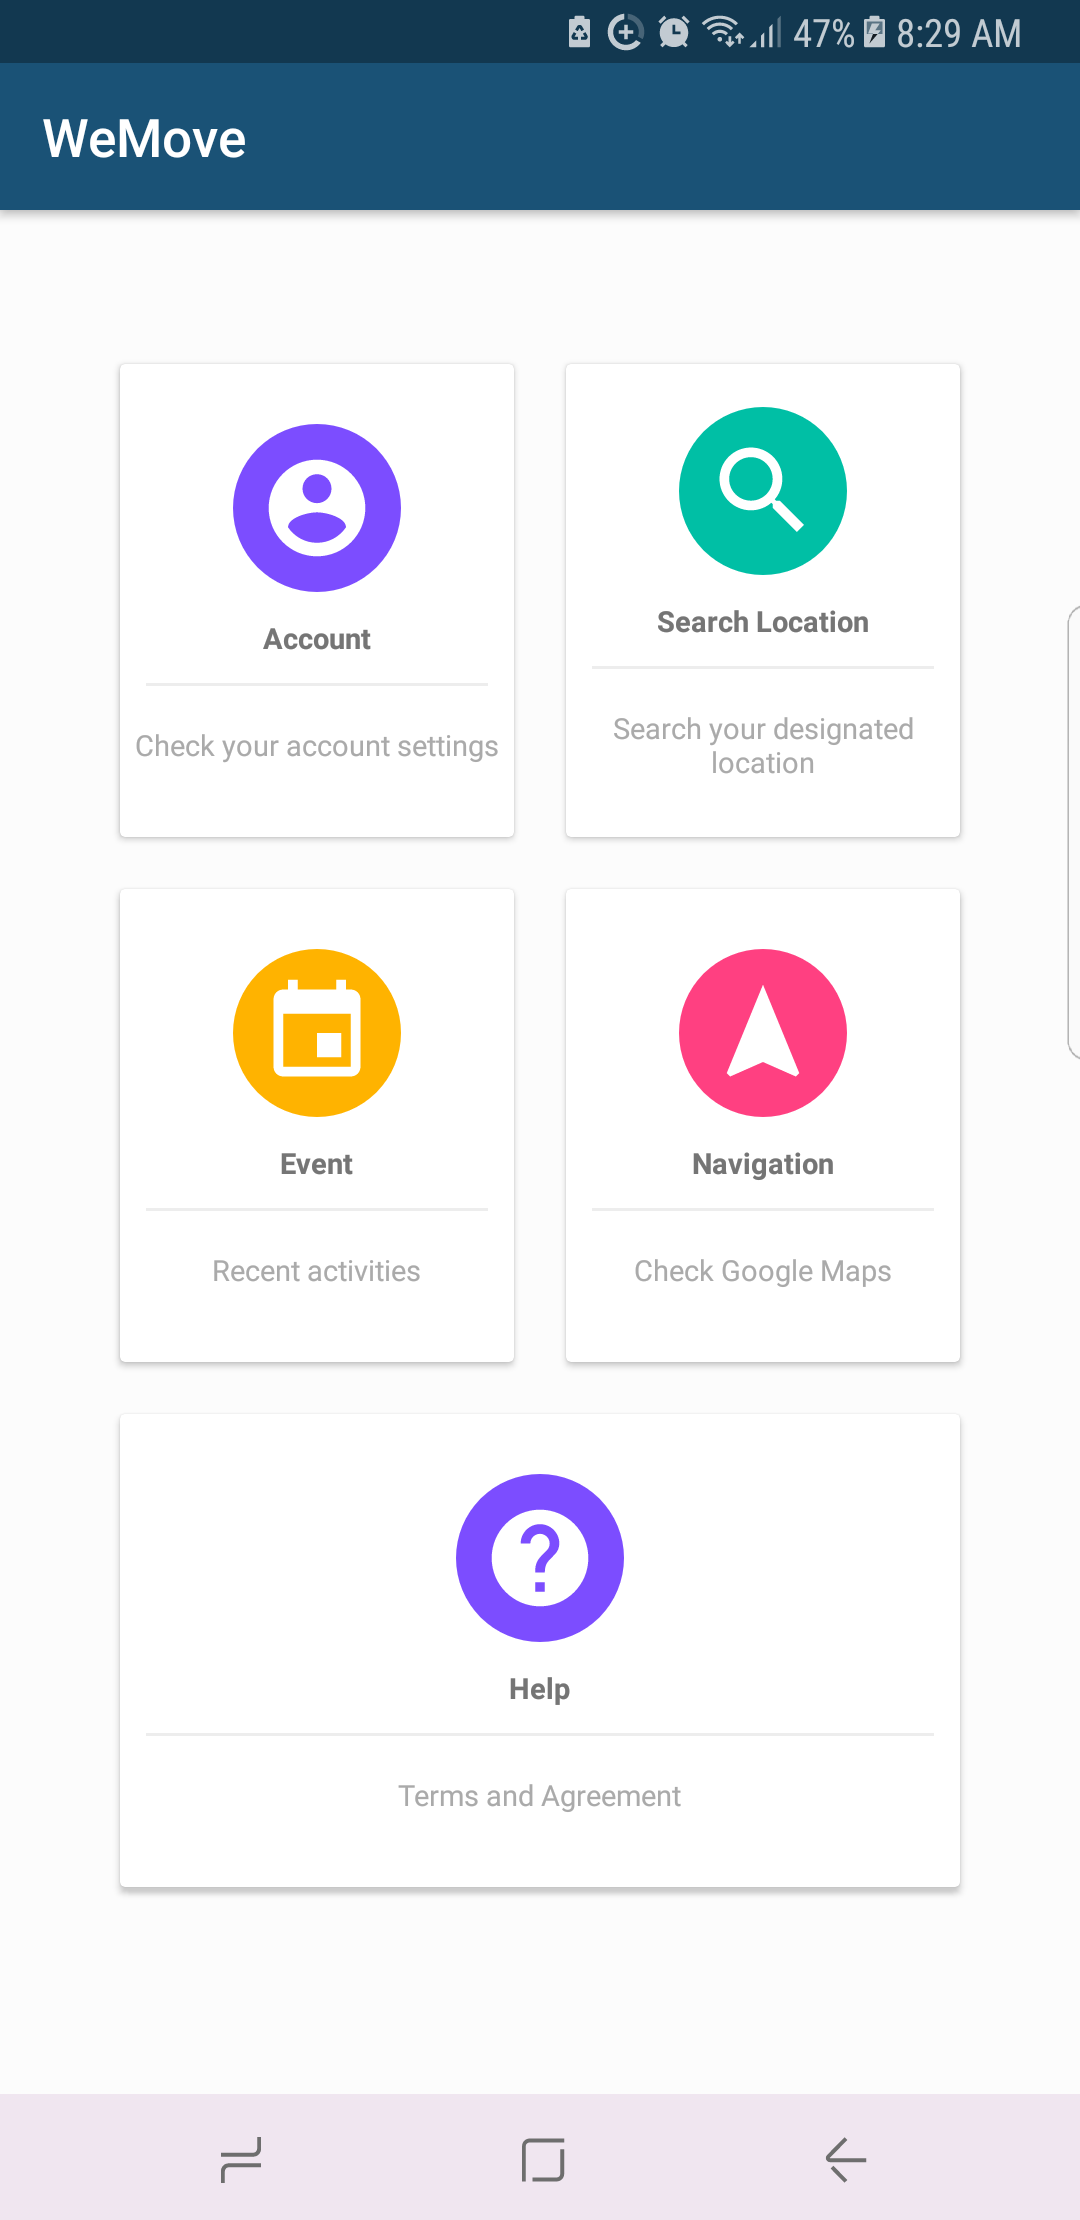 47% 8:29 AM
WeMove
Account
Check your account settings
Search Location
Search your designated
location
Event
Recent activities
Navigation
Check Google Maps
Help
Terms and Agreement